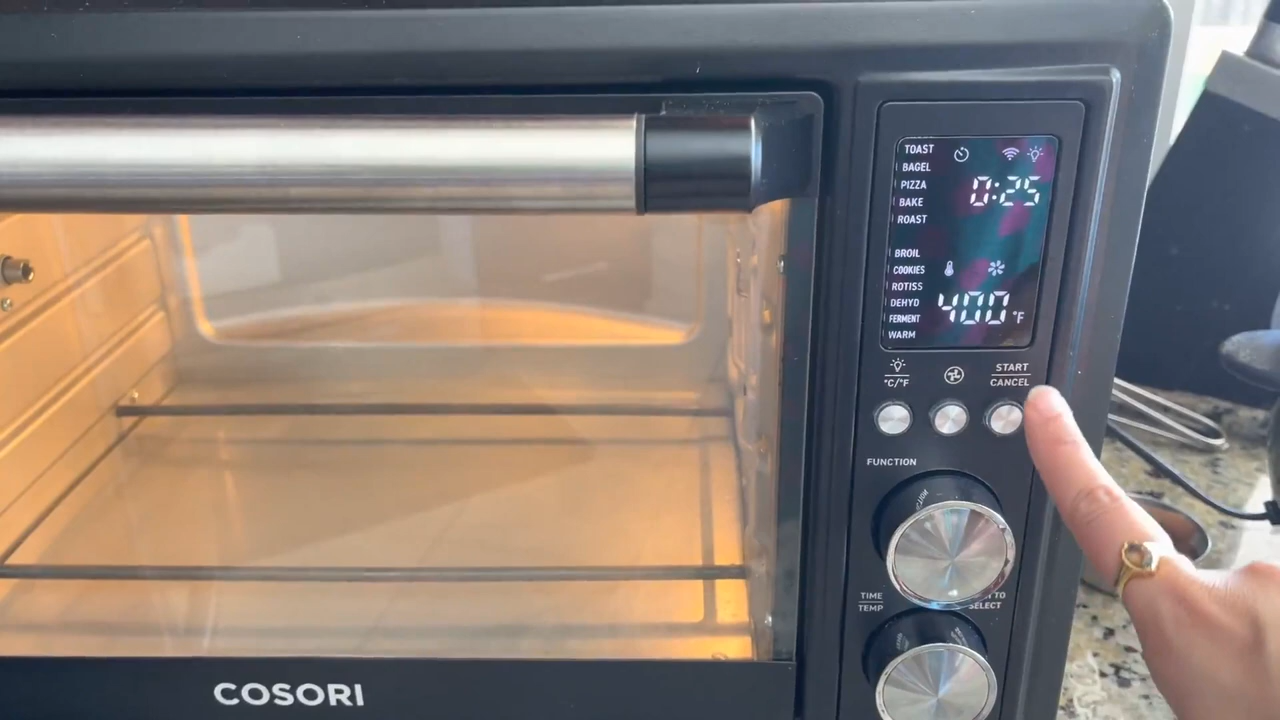 TOAST
BAGEL
PIZZA
BAKE
ROAST
0:25
BROIL
COOKIES
ROTISS
DEHYD
FERMENT
WARM
400°F
°C/°F
START
CANCEL
FUNCTION
TIME
TEMP
TO
SELECT
COSORI